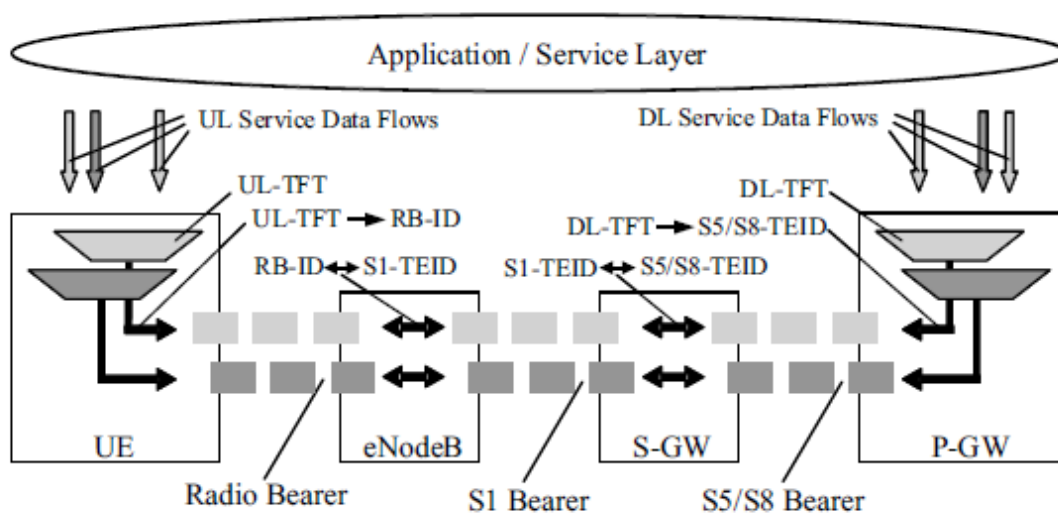 Application / Service Layer
UL Service Data Flows
DL Service Data Flows
UL-TFT
DL-TFT
UL-TFT → RB-ID
DL-TFT → S5/S8-TEID
RB-ID ↔ S1-TEID
S1-TEID ↔ S5/S8-TEID
UE
eNodeB
S-GW
P-GW
Radio Bearer
S1 Bearer
S5/S8 Bearer